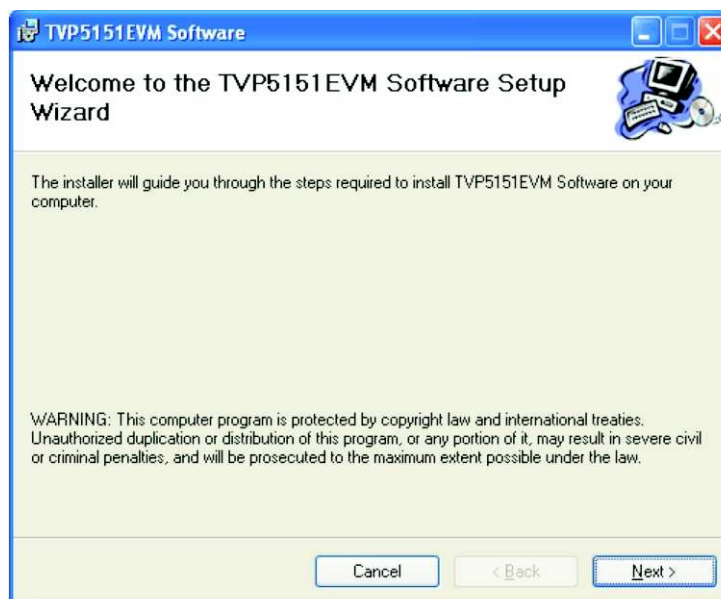 TVP5151EVM Software
Welcome to the TVP5151EVM Software Setup
Wizard
The installer will guide you through the steps required to install TVP5151EVM Software on your
computer.
WARNING: This computer program is protected by copyright law and international treaties.
Unauthorized duplication or distribution of this program, or any portion of it, may result in severe civil
or criminal penalties, and will be prosecuted to the maximum extent possible under the law.
Cancel
< Back
Next >